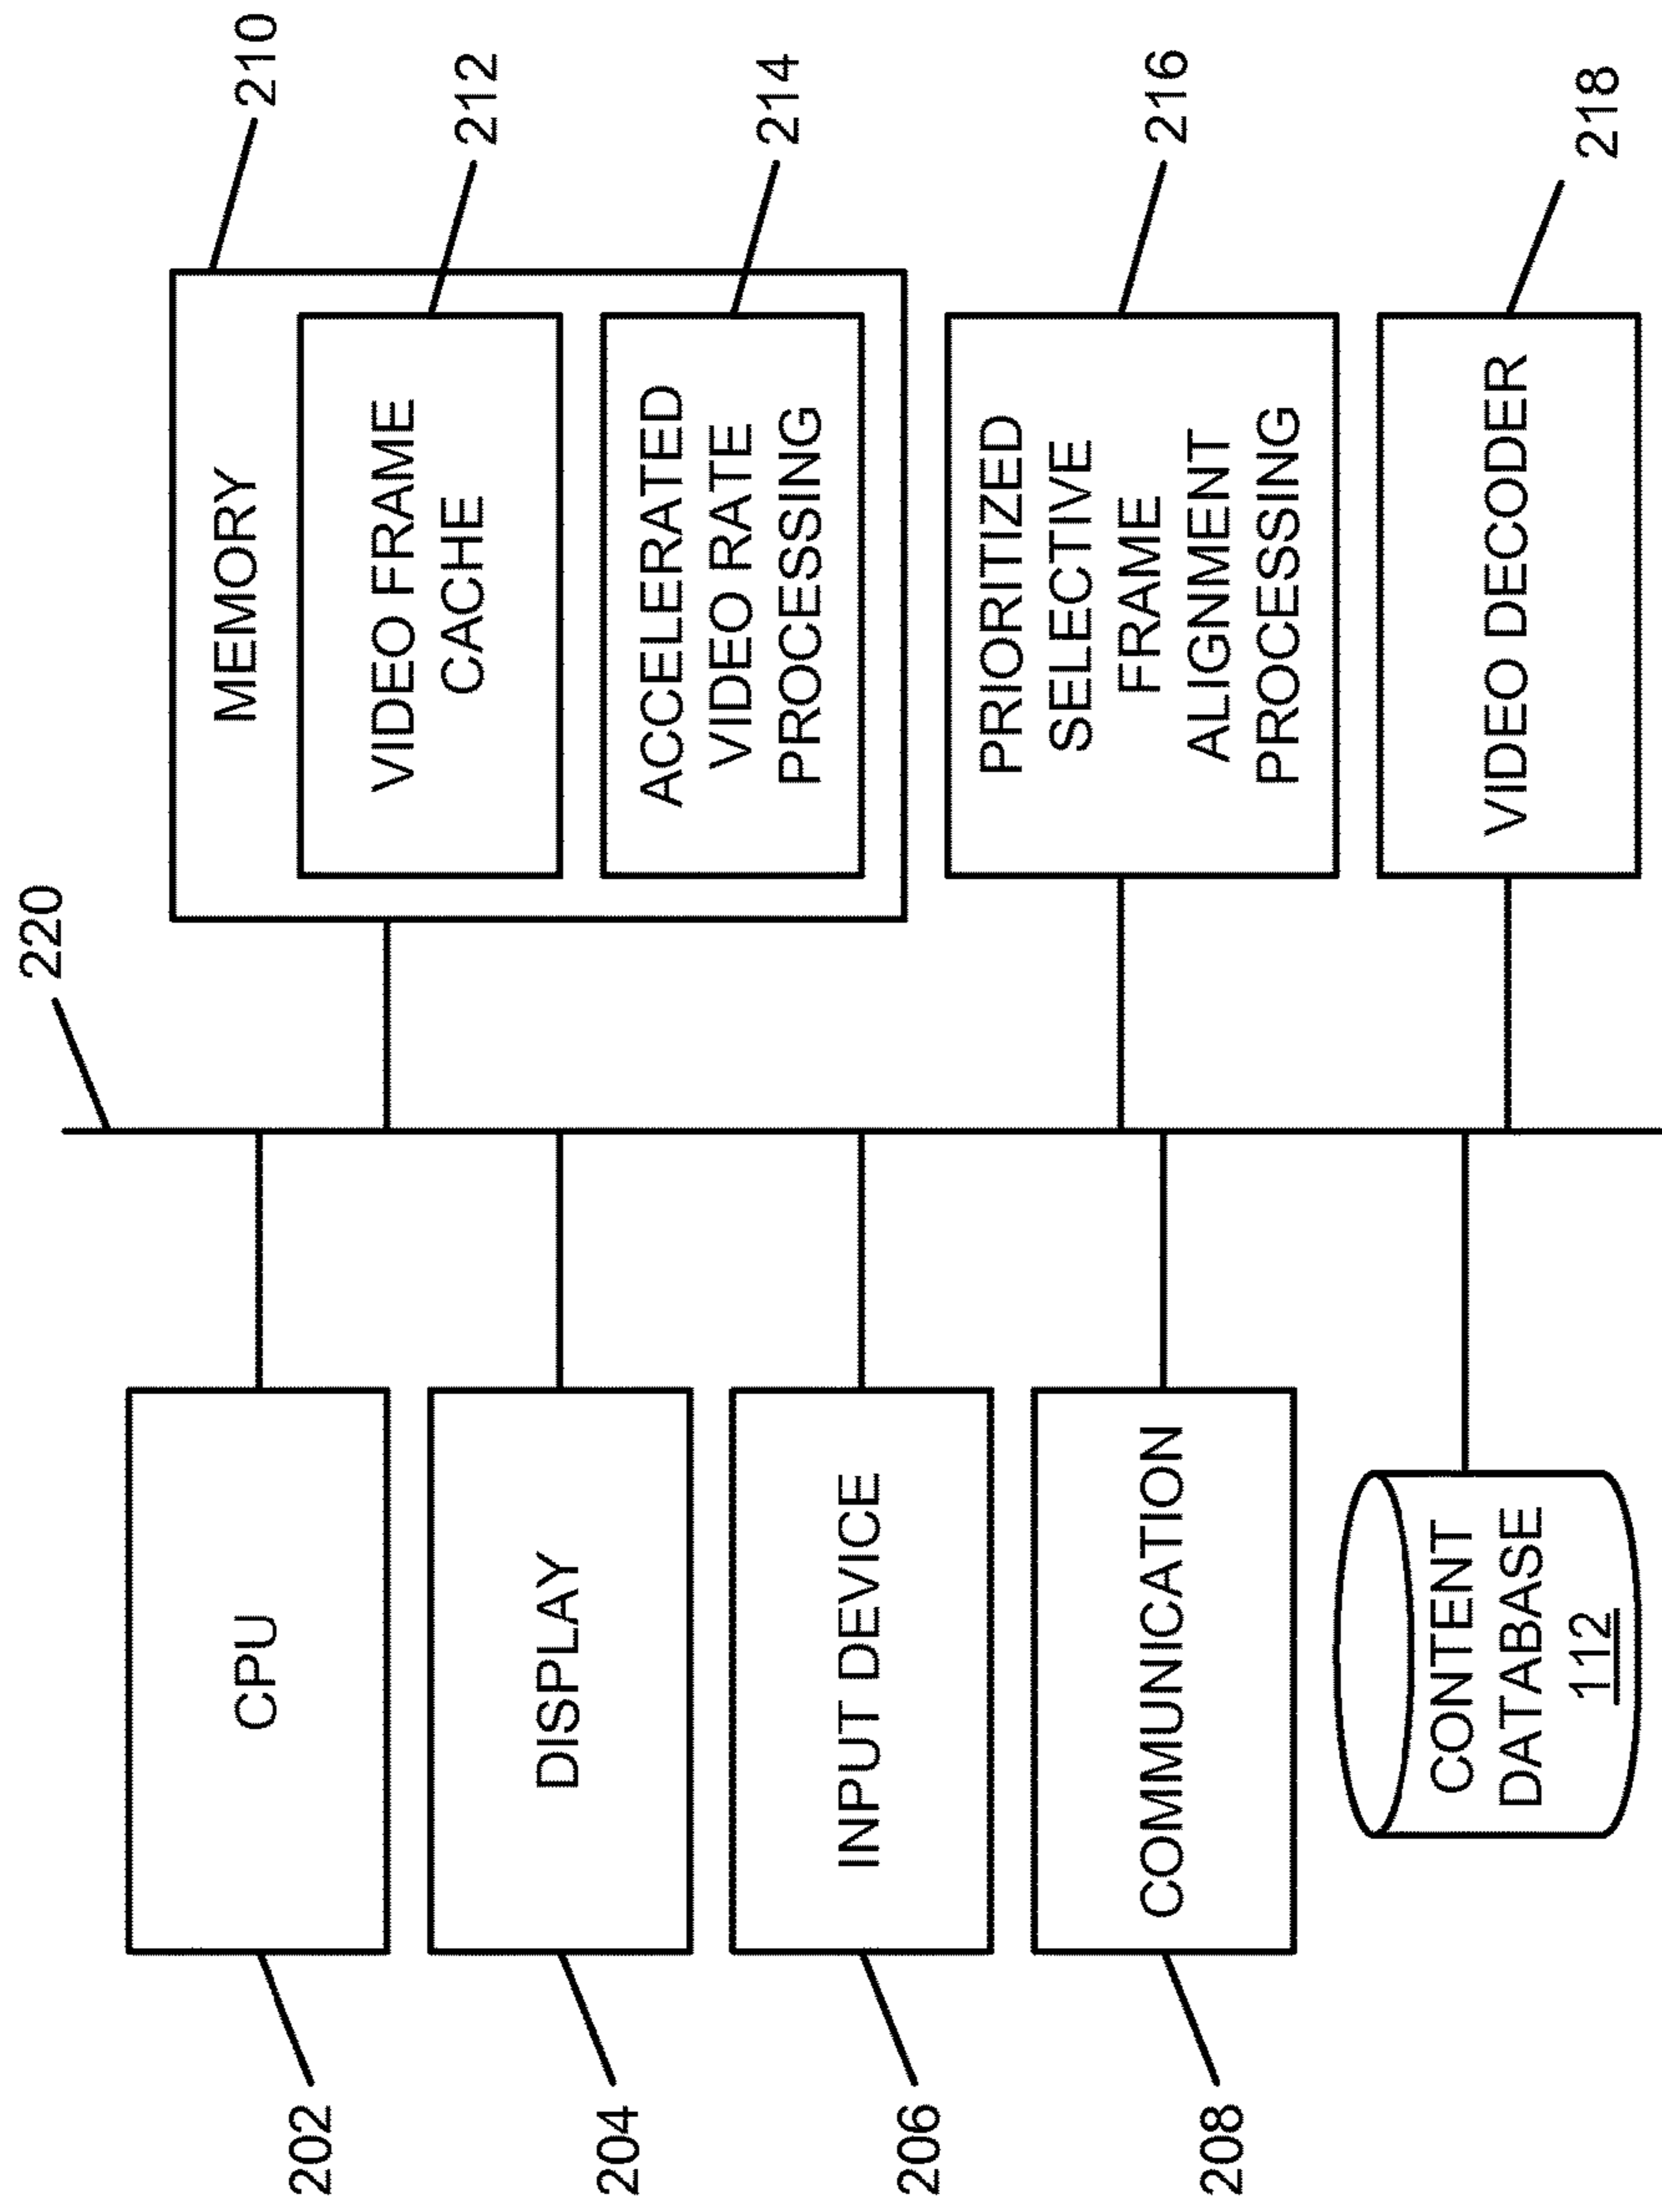 220
210
MEMORY
212
VIDEO FRAME
CACHE
214
ACCELERATED
VIDEO RATE
PROCESSING
216
PRIORITIZED
SELECTIVE
FRAME
ALIGNMENT
PROCESSING
218
VIDEO DECODER
202
CPU
204
DISPLAY
206
INPUT DEVICE
208
COMMUNICATION
CONTENT
DATABASE
112